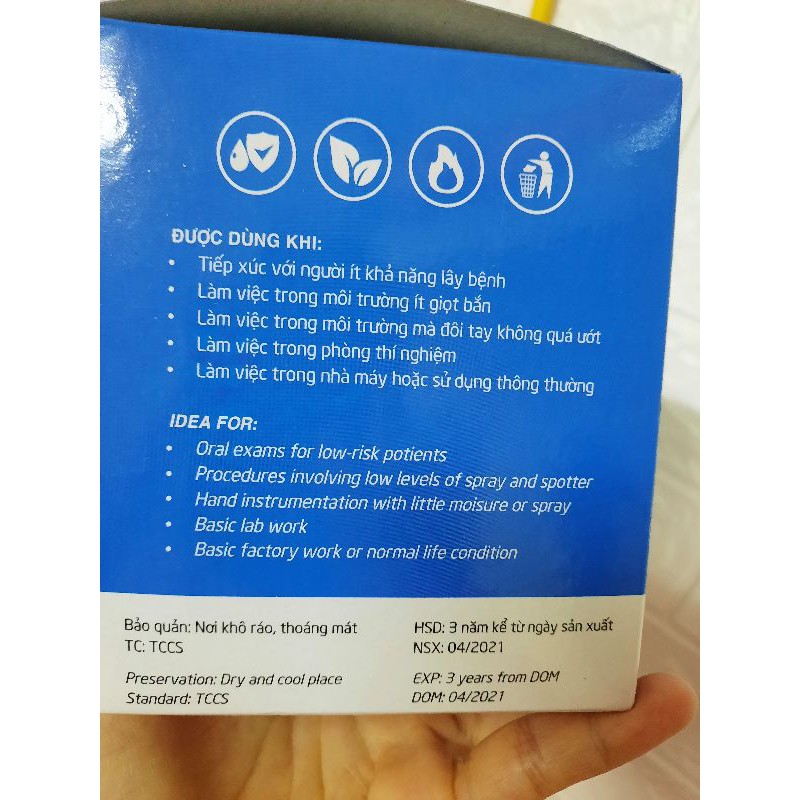 ĐƯỢC DÙNG KHI:
• Tiếp xúc với người ít khả năng lây bệnh
• Làm việc trong môi trường ít giọt bắn
• Làm việc trong môi trường mà đôi tay không quá ướt
• Làm việc trong phòng thí nghiệm
• Làm việc trong nhà máy hoặc sử dụng thông thường
IDEA FOR:
• Oral exams for low-risk potients
• Procedures involving low levels of spray and spotter
• Hand instrumentation with little moisure or spray
• Basic lab work
• Basic factory work or normal life condition
Bảo quản: Nơi khô ráo, thoáng mát
TC: TCCS
Preservation: Dry and cool place
Standard: TCCS
HSD: 3 năm kể từ ngày sản xuất
NSX: 04/2021
EXP: 3 years from DOM
DOM: 04/2021